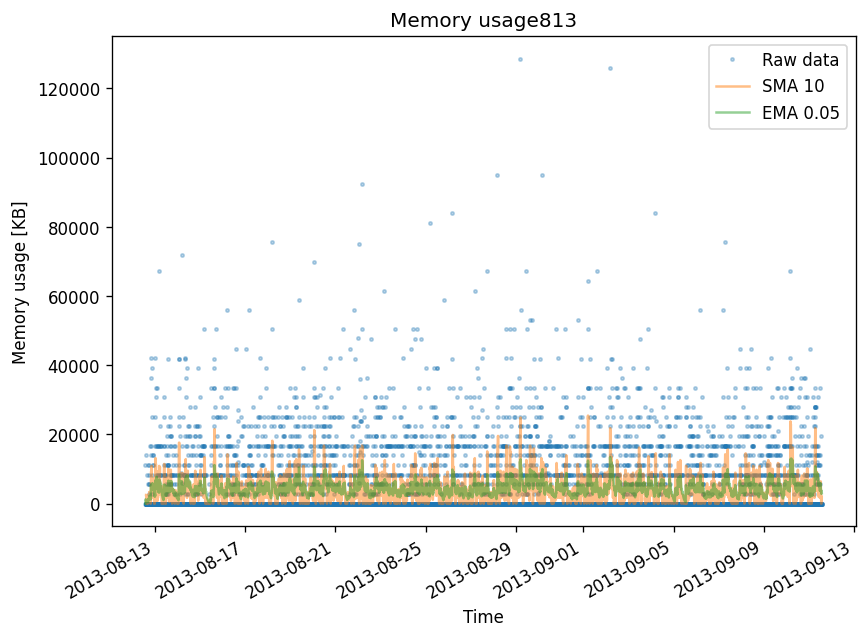 Memory usage813
Raw data
SMA 10
EMA 0.05
Memory usage [KB]
120000
100000
80000
60000
40000
20000
0
2013-08-13
2013-08-17
2013-08-21
2013-08-25
2013-08-29
2013-09-01
2013-09-05
2013-09-09
2013-09-13
Time